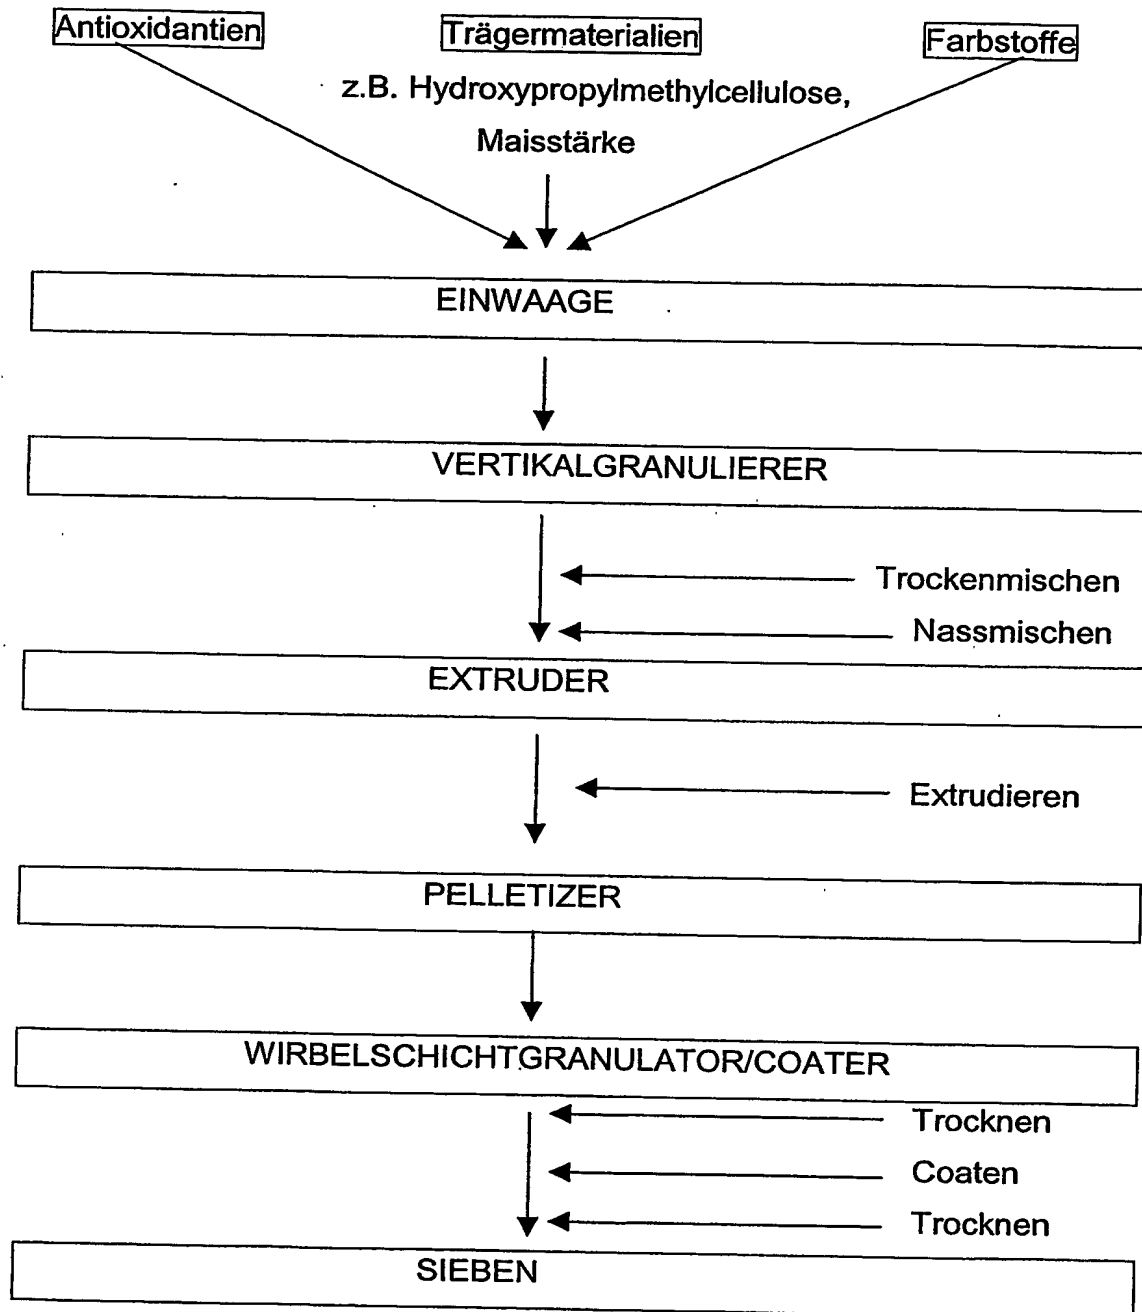 Antioxidantien
Trägermaterialien
Farbstoffe
z.B. Hydroxypropylmethylcellulose,
Maisstärke
EINWAAGE
VERTIKALGRANULIERER
Trockenmischen
Nassmischen
EXTRUDER
Extrudieren
PELLETIZER
WIRBELSCHICHTGRANULATOR/COATER
Trocknen
Coaten
Trocknen
SIEBEN